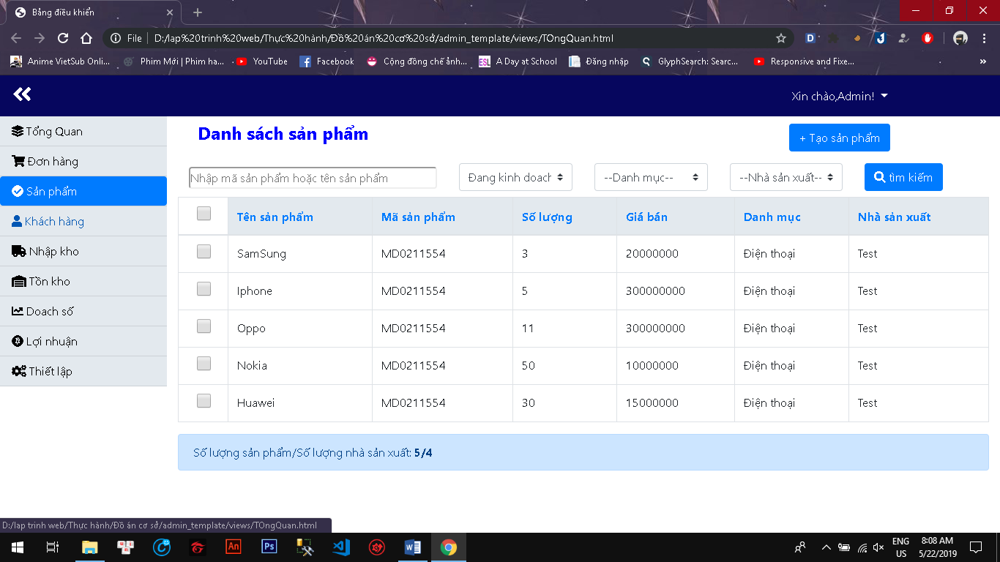 Bảng điều khiển
File D:/lap%20trinh%20web/Thực%20hành/Đồ%20án%20cơ%20sở/admin_template/views/TOngQuan.html
Anime VietSub Onli... Phim Mới | Phim ha... YouTube Facebook Cộng đồng chế ảnh... ESL A Day at School Đăng nhập GlyphSearch: Searc... Responsive and Fixe... »
Xin chào,Admin!
Tổng Quan
Đơn hàng
Sản phẩm
Khách hàng
Nhập kho
Tồn kho
Doach số
Lợi nhuận
Thiết lập
Danh sách sản phẩm
+ Tạo sản phẩm
Nhập mã sản phẩm hoặc tên sản phẩm Đang kinh doach --Danh mục-- --Nhà sản xuất-- tìm kiếm
Tên sản phẩm Mã sản phẩm Số lượng Giá bán Danh mục Nhà sản xuất
SamSung MD0211554 3 20000000 Điện thoại Test
Iphone MD0211554 5 300000000 Điện thoại Test
Oppo MD0211554 11 300000000 Điện thoại Test
Nokia MD0211554 50 10000000 Điện thoại Test
Huawei MD0211554 30 15000000 Điện thoại Test
Số lượng sản phẩm/Số lượng nhà sản xuất: 5/4
D:/lap trinh web/Thực hành/Đồ án cơ sở/admin_template/views/TOngQuan.html
An Ps
ENG 8:08 AM
US 5/22/2019